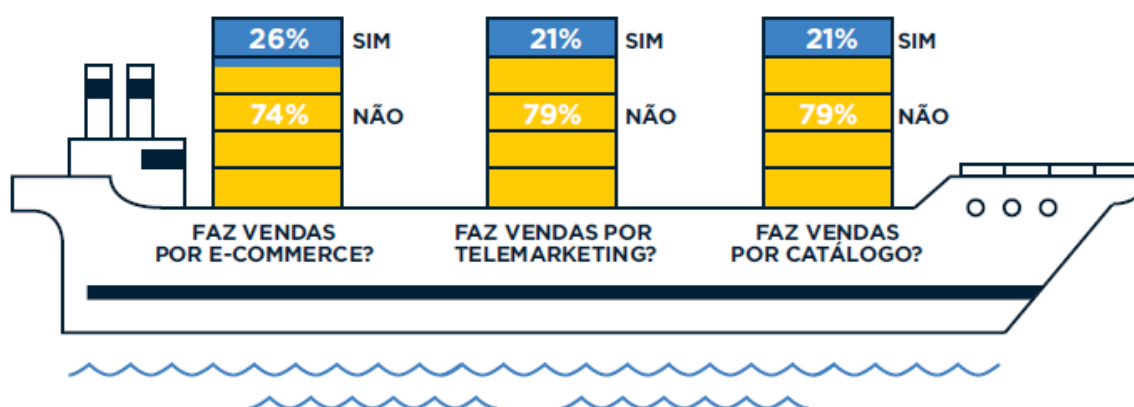 26% SIM
74% NÃO
FAZ VENDAS
POR E-COMMERCE?
21% SIM
79% NÃO
FAZ VENDAS POR
TELEMARKETING?
21% SIM
79% NÃO
FAZ VENDAS
POR CATÁLOGO?